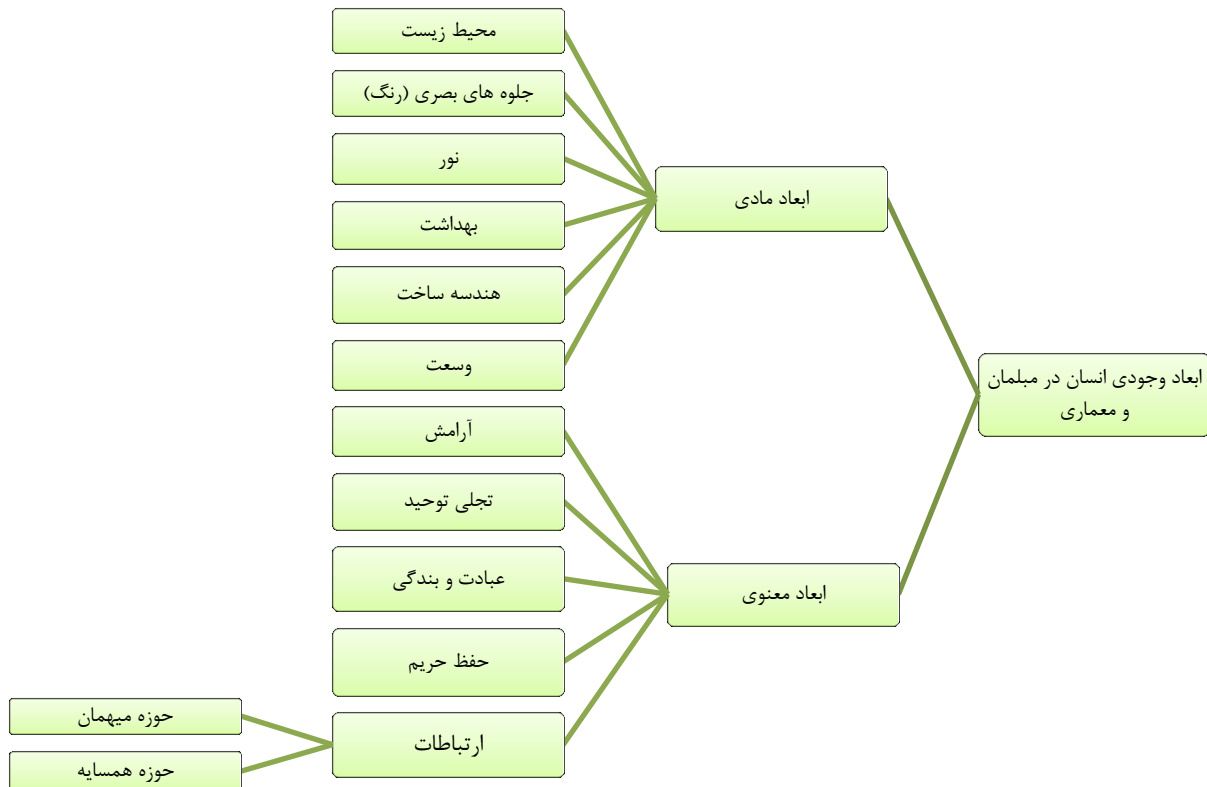 ابعاد وجودی انسان در مبلمان
و معماری
ابعاد مادی
محیط زیست
جلوه های بصری (رنگ)
نور
بهداشت
هندسه ساخت
وسعت
ابعاد معنوی
آرامش
تجلی توحید
عبادت و بندگی
حفظ حریم
ارتباطات
حوزه میهمان
حوزه همسایه